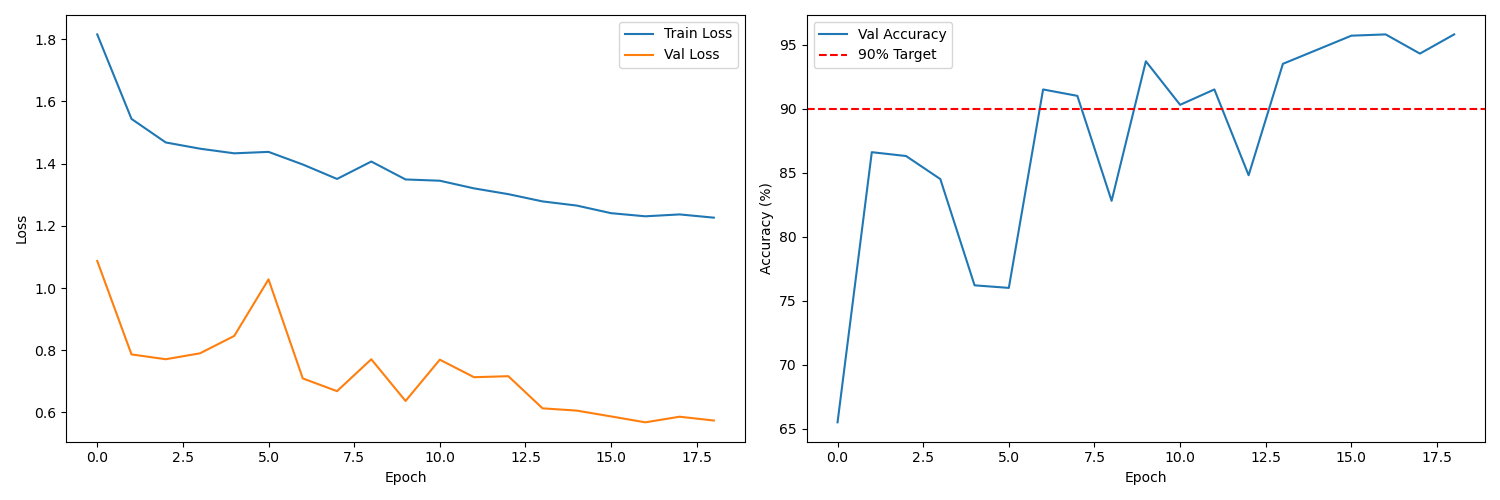 Train Loss
Val Loss
1.8
1.6
1.4
1.2
1.0
0.8
0.6
Loss
0.0 2.5 5.0 7.5 10.0 12.5 15.0 17.5
Epoch
Val Accuracy
90% Target
95
90
85
80
75
70
65
Accuracy (%)
0.0 2.5 5.0 7.5 10.0 12.5 15.0 17.5
Epoch